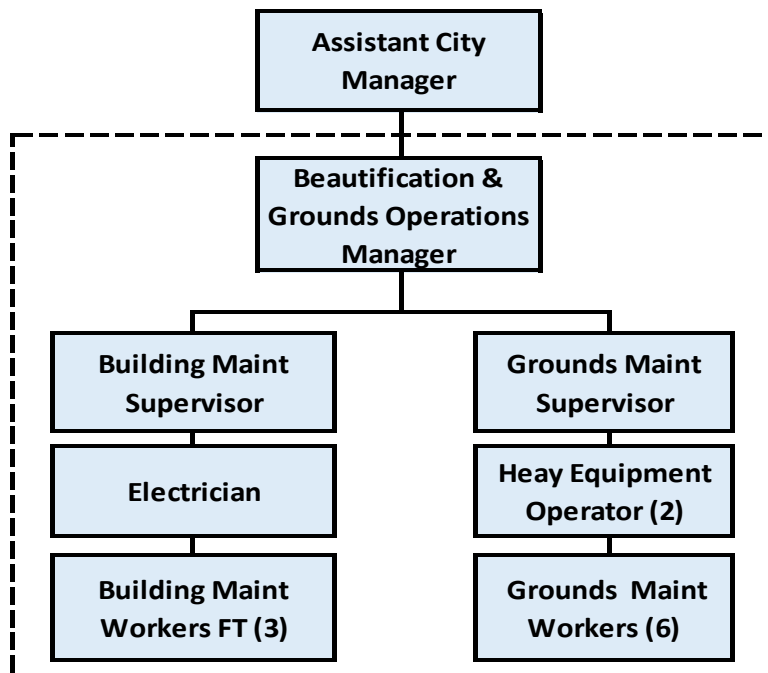 Assistant City
Manager
Beautification &
Grounds Operations
Manager
Building Maint
Supervisor
Grounds Maint
Supervisor
Electrician
Heay Equipment
Operator (2)
Building Maint
Workers FT (3)
Grounds  Maint
Workers (6)